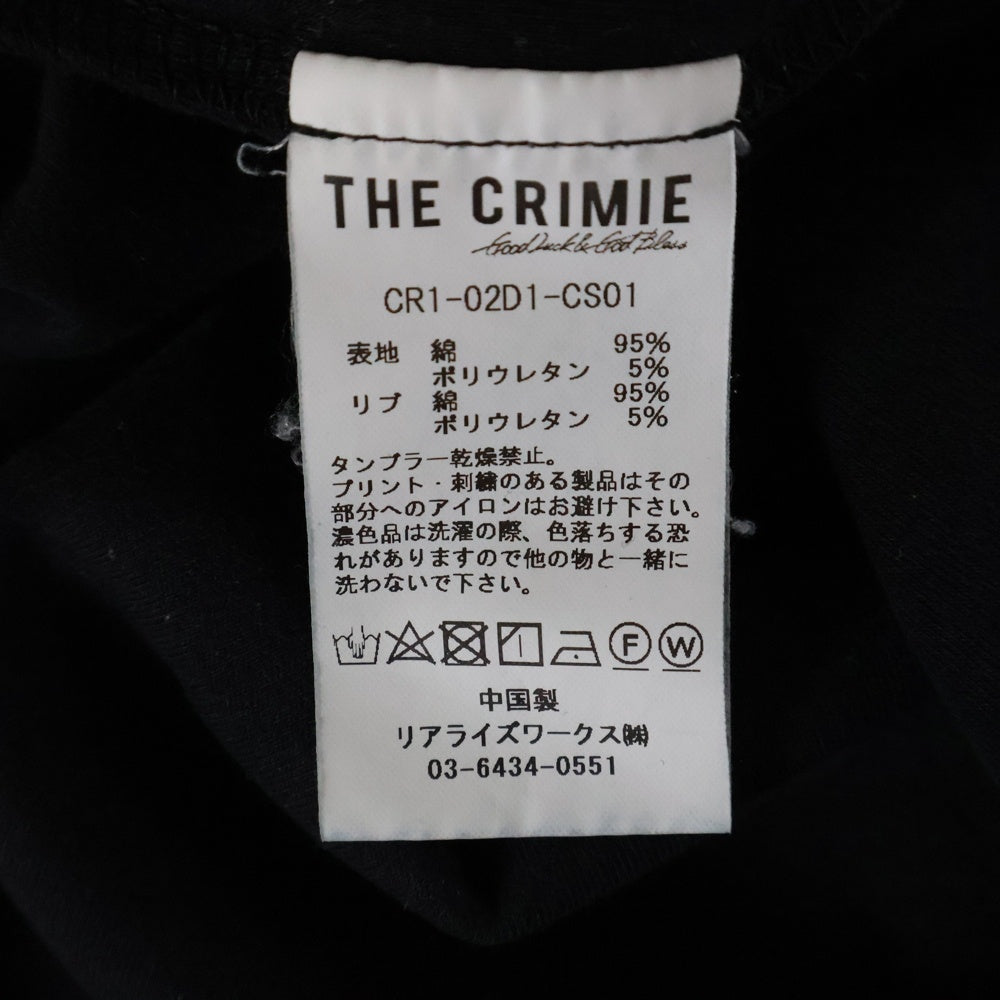 THE CRIMIE
Good Luck & God Bless
CR1-02D1-CS01
表地 綿 95%
ポリウレタン 5%
リブ 綿 95%
ポリウレタン 5%
タンブラー乾燥禁止。
プリント・刺繍のある製品はその
部分へのアイロンはお避け下さい。
濃色品は洗濯の際、色落ちする恐
れがありますので他の物と一緒に
洗わないで下さい。
F W
中国製
リアライズワークス㈱
03-6434-0551